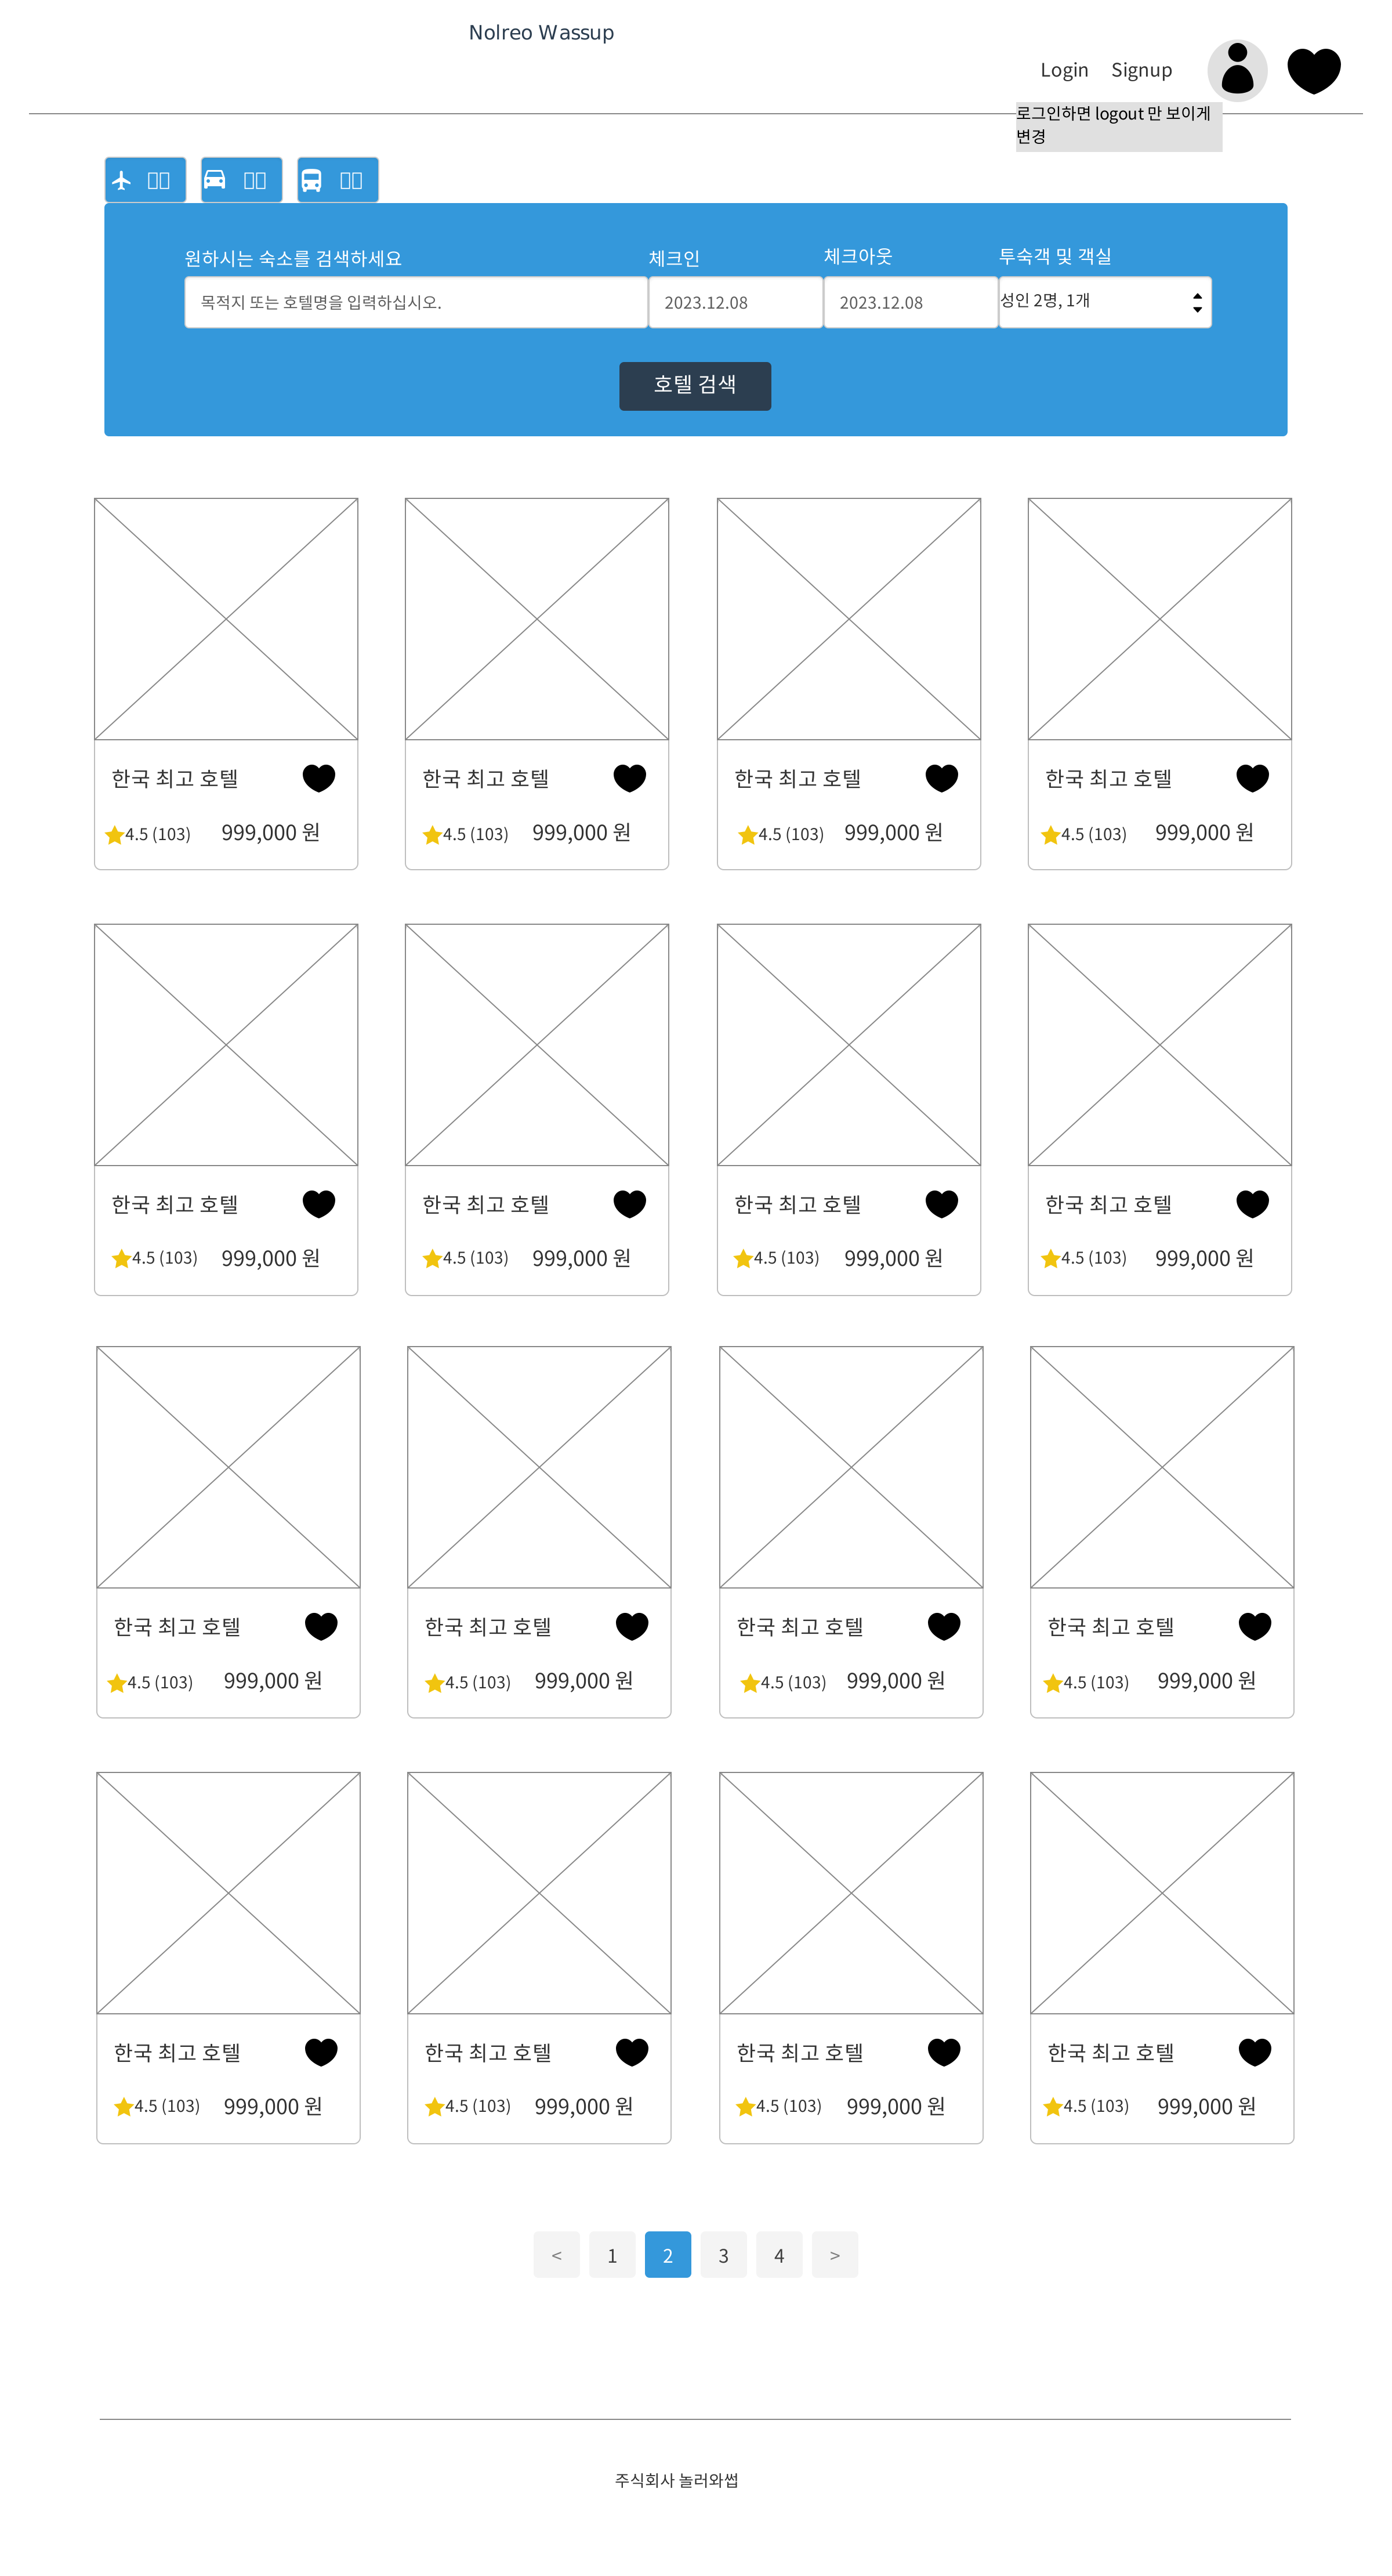 Nolreo Wassup
Login Signup
로그인하면 logout 만 보이게
변경
원하시는 숙소를 검색하세요 체크인 체크아웃 투숙객 및 객실
목적지 또는 호텔명을 입력하십시오. 2023.12.08 2023.12.08 성인 2명, 1개
호텔 검색
한국 최고 호텔 한국 최고 호텔 한국 최고 호텔 한국 최고 호텔
4.5 (103) 999,000 원 4.5 (103) 999,000 원 4.5 (103) 999,000 원 4.5 (103) 999,000 원
한국 최고 호텔 한국 최고 호텔 한국 최고 호텔 한국 최고 호텔
4.5 (103) 999,000 원 4.5 (103) 999,000 원 4.5 (103) 999,000 원 4.5 (103) 999,000 원
한국 최고 호텔 한국 최고 호텔 한국 최고 호텔 한국 최고 호텔
4.5 (103) 999,000 원 4.5 (103) 999,000 원 4.5 (103) 999,000 원 4.5 (103) 999,000 원
한국 최고 호텔 한국 최고 호텔 한국 최고 호텔 한국 최고 호텔
4.5 (103) 999,000 원 4.5 (103) 999,000 원 4.5 (103) 999,000 원 4.5 (103) 999,000 원
< 1 2 3 4 >
주식회사 놀러와썹